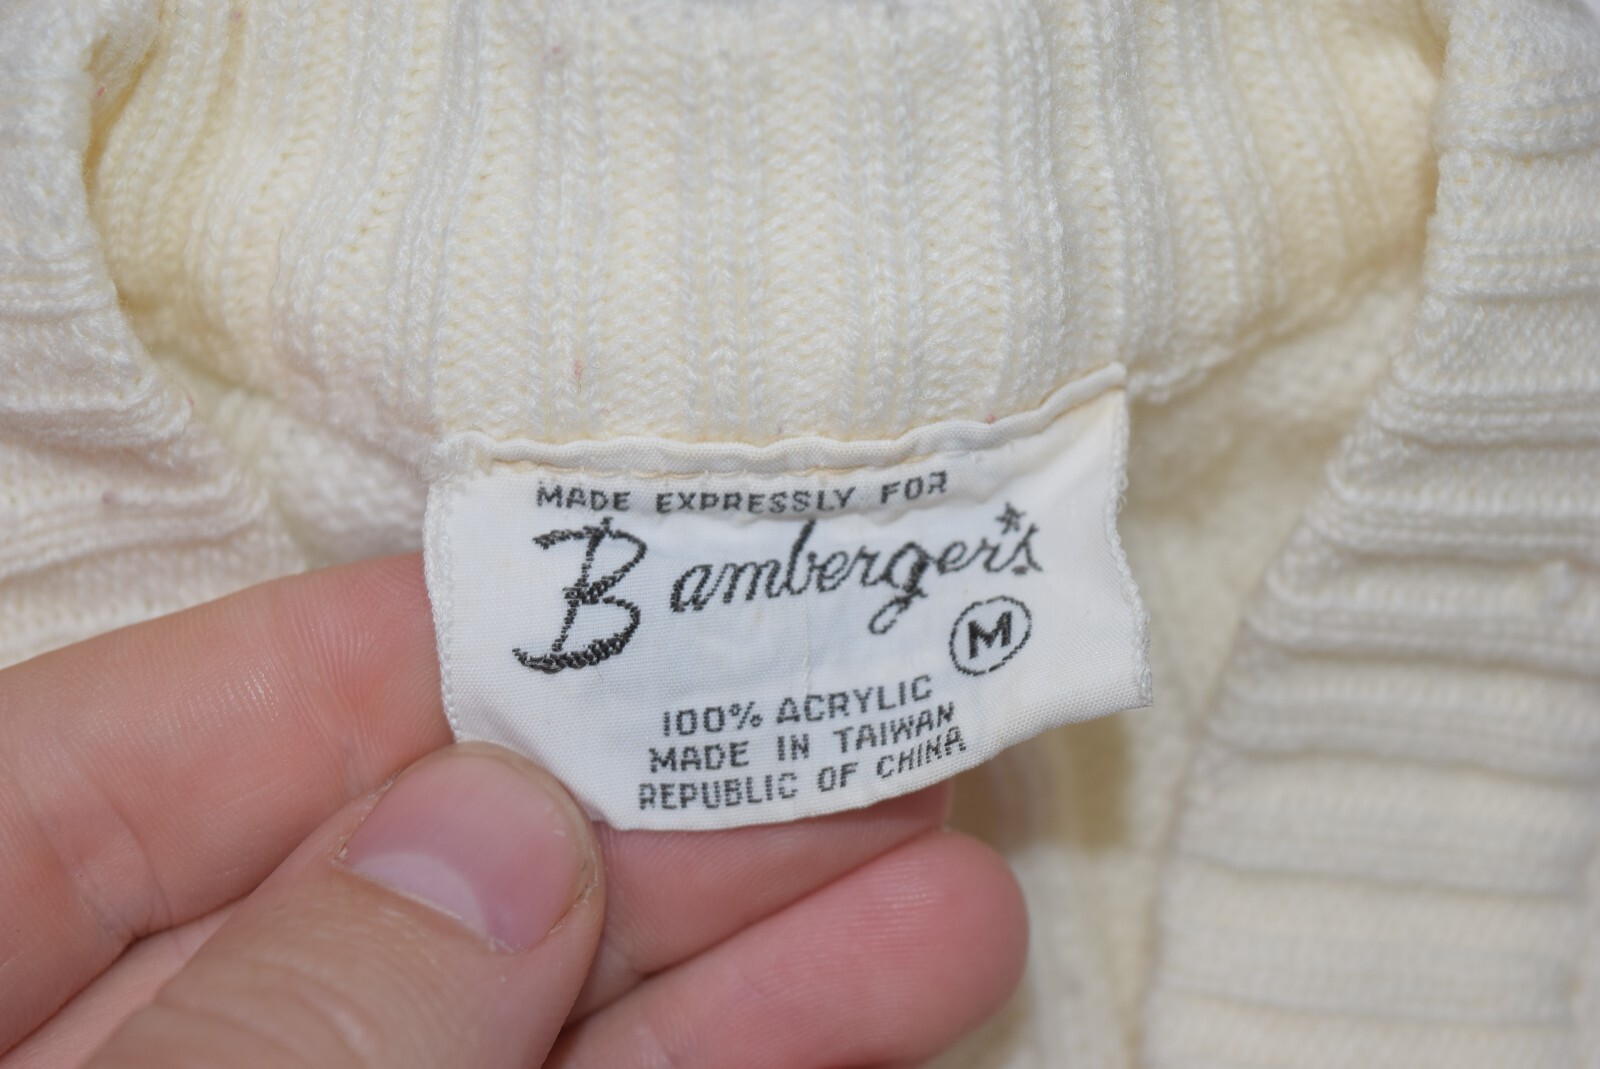 MADE EXPRESSLY FOR
Bamberger's
M
100% ACRYLIC
MADE IN TAIWAN
REPUBLIC OF CHINA